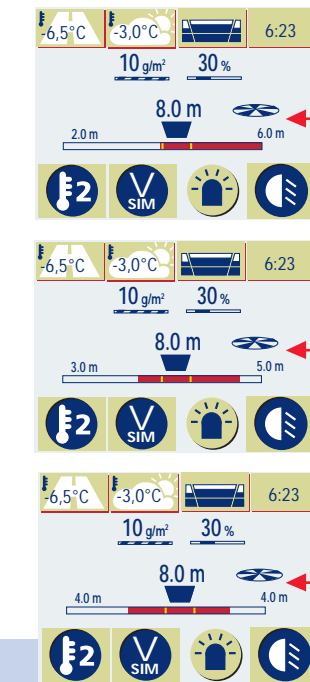 -6,5°C -3,0°C 6:23
10 g/m² 30 %
8.0 m
2.0 m 6.0 m
2 V SIM
-6,5°C -3,0°C 6:23
10 g/m² 30 %
8.0 m
3.0 m 5.0 m
2 V SIM
-6,5°C -3,0°C 6:23
10 g/m² 30 %
8.0 m
4.0 m 4.0 m
2 V SIM